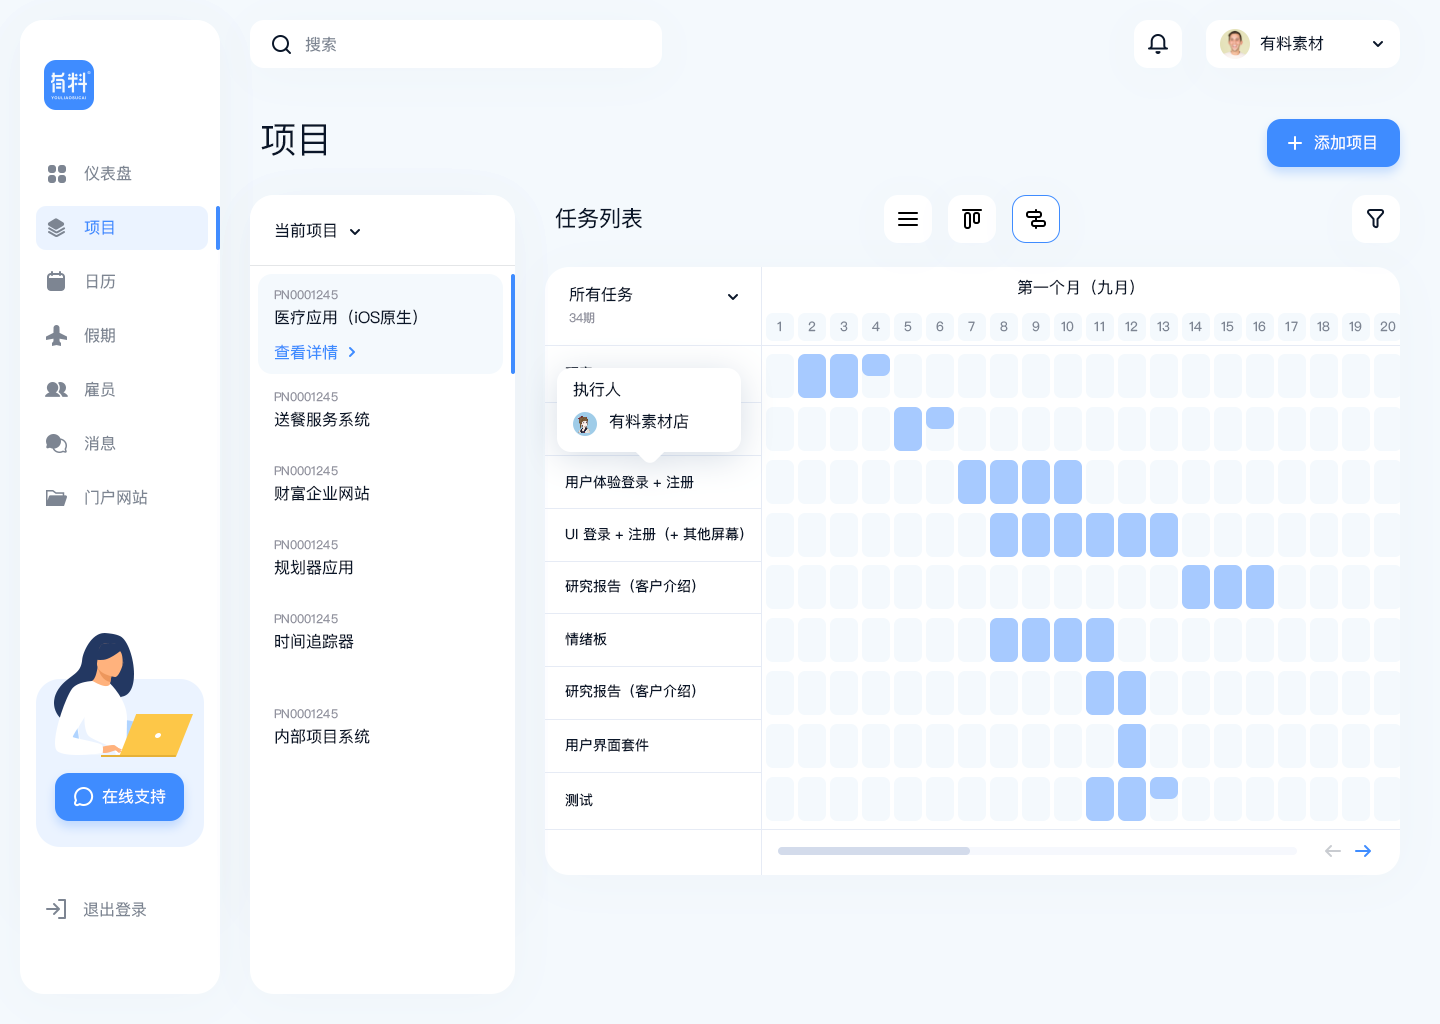 有料
YOULIAOSUCAI
搜索
有料素材
仪表盘
项目
日历
假期
雇员
消息
门户网站
在线支持
退出登录
项目
添加项目
当前项目
PN0001245
医疗应用（iOS原生）
查看详情
PN0001245
送餐服务系统
PN0001245
财富企业网站
PN0001245
规划器应用
PN0001245
时间追踪器
PN0001245
内部项目系统
任务列表
所有任务
34期
第一个月（九月）
1 2 3 4 5 6 7 8 9 10 11 12 13 14 15 16 17 18 19 20
执行人
有料素材店
用户体验登录 + 注册
UI 登录 + 注册（+ 其他屏幕）
研究报告（客户介绍）
情绪板
研究报告（客户介绍）
用户界面套件
测试